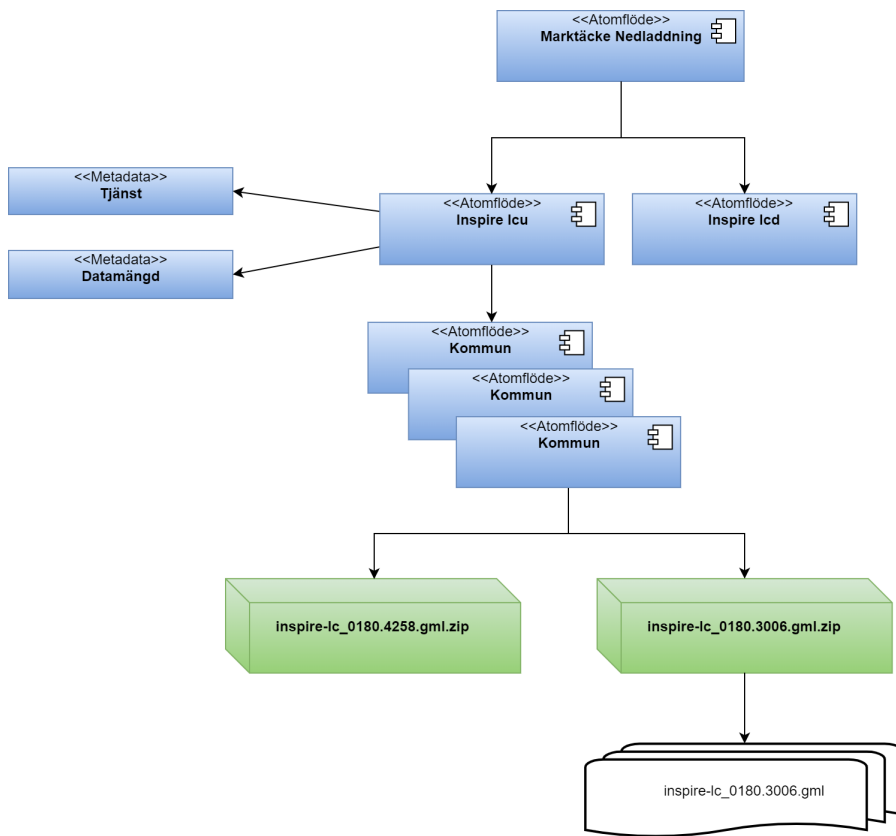 <<Atomflöde>>
Marktäcke Nedladdning
<<Metadata>>
Tjänst
<<Atomflöde>>
Inspire lcu
<<Atomflöde>>
Inspire lcd
<<Metadata>>
Datamängd
<<Atomflöde>>
Kommun
<<Atomflöde>>
Kommun
<<Atomflöde>>
Kommun
inspire-lc_0180.4258.gml.zip
inspire-lc_0180.3006.gml.zip
inspire-lc_0180.3006.gml